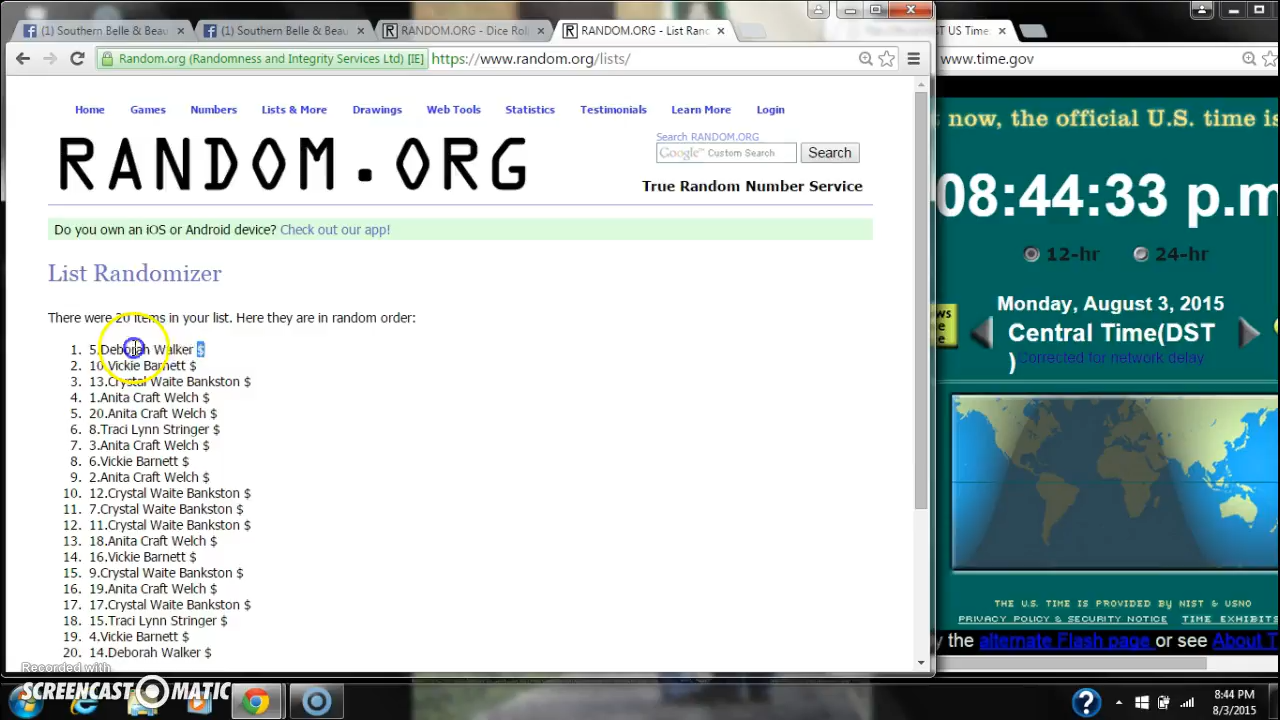 (1) Southern Belle & Beau
(1) Southern Belle & Beau
RANDOM.ORG - Dice Roll
RANDOM.ORG - List Ran
ST US Time
Random.org (Randomness and Integrity Services Ltd) [IE]
https://www.random.org/lists/
www.time.gov
Home Games Numbers Lists & More Drawings Web Tools Statistics Testimonials Learn More Login
RANDOM.ORG
Search RANDOM.ORG
Google™ Custom Search
Search
True Random Number Service
Do you own an iOS or Android device? Check out our app!
List Randomizer
There were 20 items in your list. Here they are in random order:
1. 5.Deborah Walker $
2. 10.Vickie Barnett $
3. 13.Crystal Waite Bankston $
4. 1.Anita Craft Welch $
5. 20.Anita Craft Welch $
6. 8.Traci Lynn Stringer $
7. 3.Anita Craft Welch $
8. 6.Vickie Barnett $
9. 2.Anita Craft Welch $
10. 12.Crystal Waite Bankston $
11. 7.Crystal Waite Bankston $
12. 11.Crystal Waite Bankston $
13. 18.Anita Craft Welch $
14. 16.Vickie Barnett $
15. 9.Crystal Waite Bankston $
16. 19.Anita Craft Welch $
17. 17.Crystal Waite Bankston $
18. 15.Traci Lynn Stringer $
19. 4.Vickie Barnett $
20. 14.Deborah Walker $
now, the official U.S. time is
08:44:33 p.m
12-hr 24-hr
Monday, August 3, 2015
Central Time(DST
)
Corrected for network delay
THE U.S. TIME IS PROVIDED BY NIST & USNO
PRIVACY POLICY & SECURITY NOTICE TIME EXHIBITS
y the alternate Flash page or see About T
Recorded with
SCREENCAST-O-MATIC
8:44 PM
8/3/2015